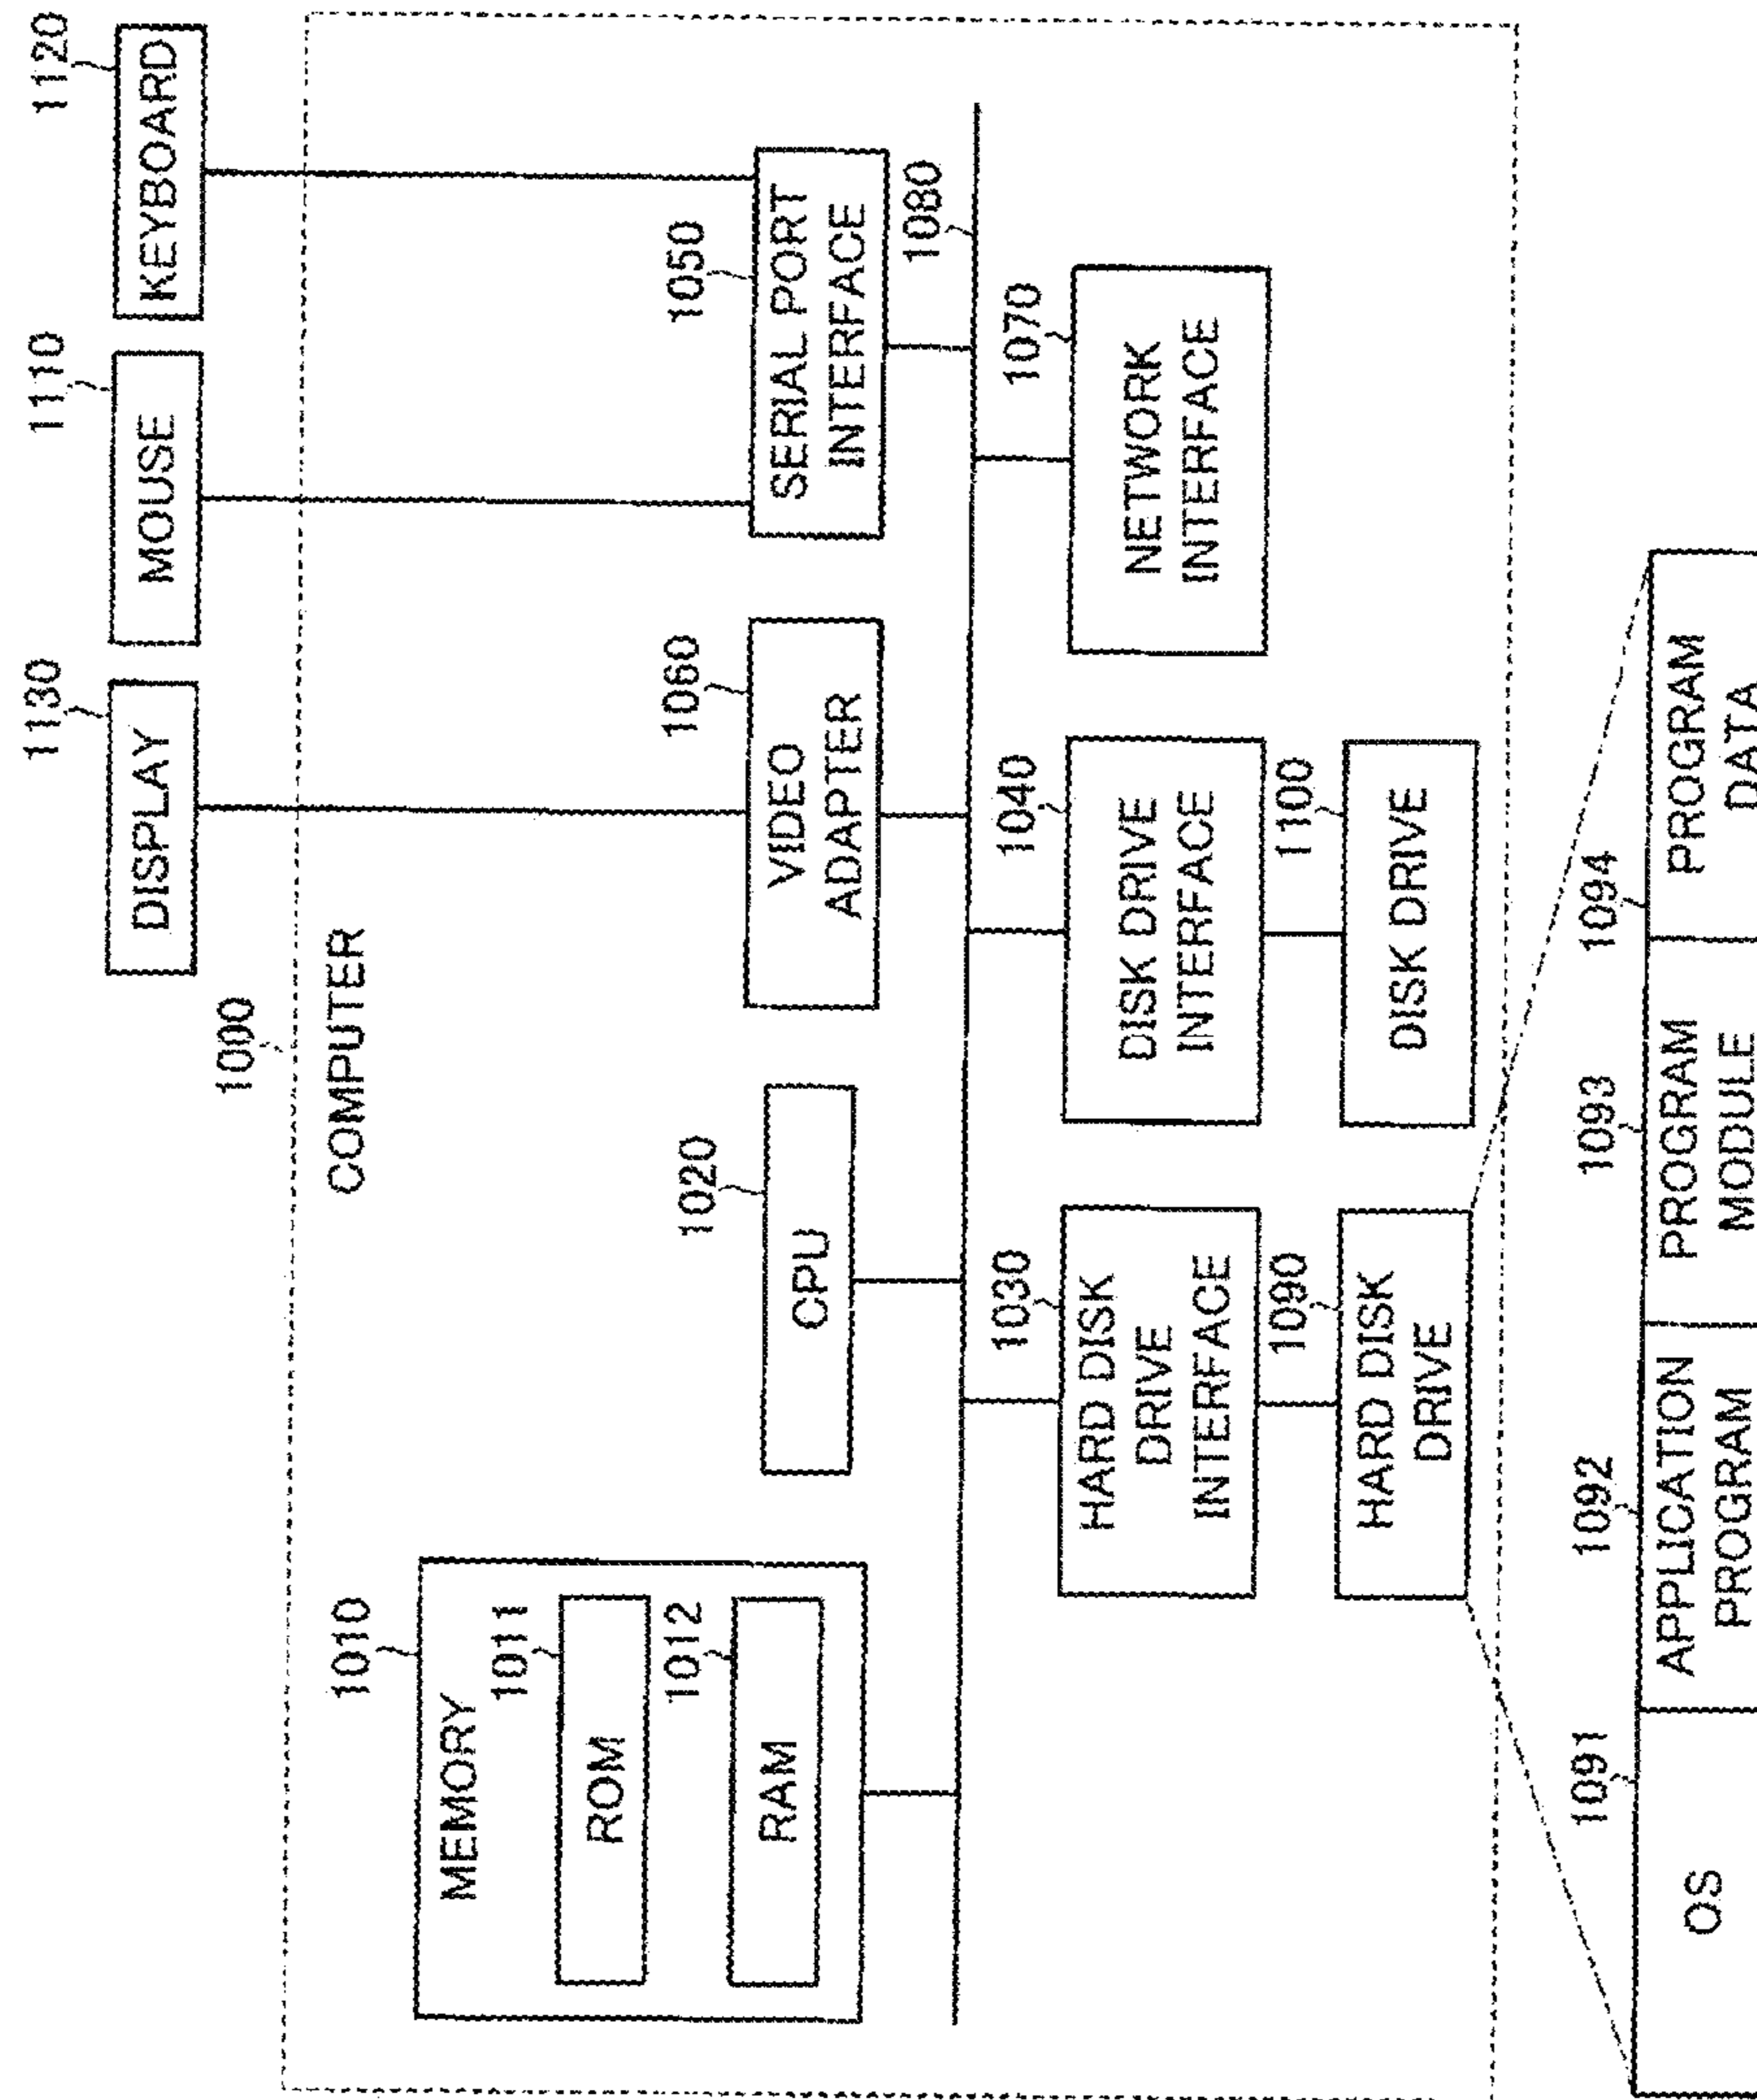 1130
DISPLAY
1110
MOUSE
1120
KEYBOARD
1000
COMPUTER
1010
MEMORY
1011
ROM
1012
RAM
1020
CPU
1060
VIDEO
ADAPTER
1050
SERIAL PORT
INTERFACE
1080
1030
HARD DISK
DRIVE
INTERFACE
1040
DISK DRIVE
INTERFACE
1070
NETWORK
INTERFACE
1090
HARD DISK
DRIVE
1100
DISK DRIVE
1091
OS
1092
APPLICATION
PROGRAM
1093
PROGRAM
MODULE
1094
PROGRAM
DATA